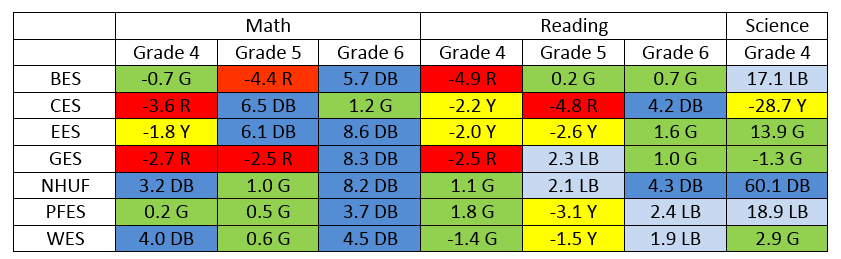 Math Reading Science
Grade 4 Grade 5 Grade 6 Grade 4 Grade 5 Grade 6 Grade 4
BES -0.7 G -4.4 R 5.7 DB -4.9 R 0.2 G 0.7 G 17.1 LB
CES -3.6 R 6.5 DB 1.2 G -2.2 Y -4.8 R 4.2 DB -28.7 Y
EES -1.8 Y 6.1 DB 8.6 DB -2.0 Y -2.6 Y 1.6 G 13.9 G
GES -2.7 R -2.5 R 8.3 DB -2.5 R 2.3 LB 1.0 G -1.3 G
NHUF 3.2 DB 1.0 G 8.2 DB 1.1 G 2.1 LB 4.3 DB 60.1 DB
PFES 0.2 G 0.5 G 3.7 DB 1.8 G -3.1 Y 2.4 LB 18.9 LB
WES 4.0 DB 0.6 G 4.5 DB -1.4 G -1.5 Y 1.9 LB 2.9 G